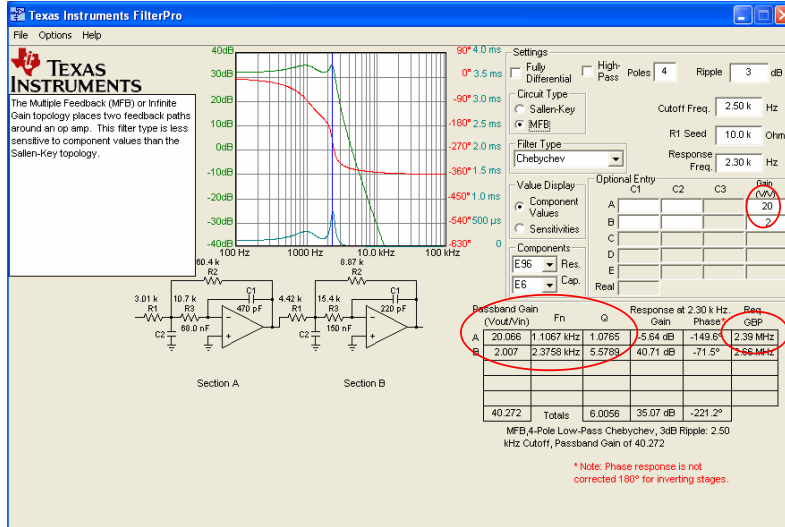 Texas Instruments FilterPro
File Options Help
TEXAS
INSTRUMENTS
The Multiple Feedback (MFB) or Infinite
Gain topology places two feedback paths
around an op amp. This filter type is less
sensitive to component values than the
Sallen-Key topology.
40dB
30dB
20dB
10dB
0dB
-10dB
-20dB
-30dB
-40dB
100 Hz 1000 Hz 10.0 kHz 100 kHz
90° 4.0 ms
0° 3.5 ms
-90° 3.0 ms
-180° 2.5 ms
-270° 2.0 ms
-360° 1.5 ms
-450° 1.0 ms
-540° 500 µs
-630° 0
Settings
Fully
Differential
High-
Pass
Poles 4
Ripple 3 dB
Circuit Type
Sallen-Key
MFB
Cutoff Freq. 2.50 k Hz
R1 Seed 10.0 k Ohm
Response
Freq. 2.30 k Hz
Filter Type
Chebychev
Value Display
Component
Values
Sensitivities
Components
E96 Res.
E6 Cap.
Optional Entry
C1 C2 C3 Gain
(V/V)
A 20
B 2
C
D
E
Real
60.4 k
R2
3.01 k
R1
10.7 k
R3
C1
470 pF
C2
68.0 nF
Section A
8.87 k
R2
4.42 k
R1
15.4 k
R3
C1
220 pF
C2
150 nF
Section B
Passband Gain
(Vout/Vin)
Fn Q
Response at 2.30 kHz.
Gain Phase*
Req.
GBP
A 20.066 1.1067 kHz 1.0765 -5.64 dB -149.6° 2.39 MHz
B 2.007 2.3758 kHz 5.5789 40.71 dB -71.5° 2.66 MHz
40.272 Totals 6.0056 35.07 dB -221.2°
MFB,4-Pole Low-Pass Chebychev, 3dB Ripple: 2.50
kHz Cutoff, Passband Gain of 40.272
* Note: Phase response is not
corrected 180° for inverting stages.